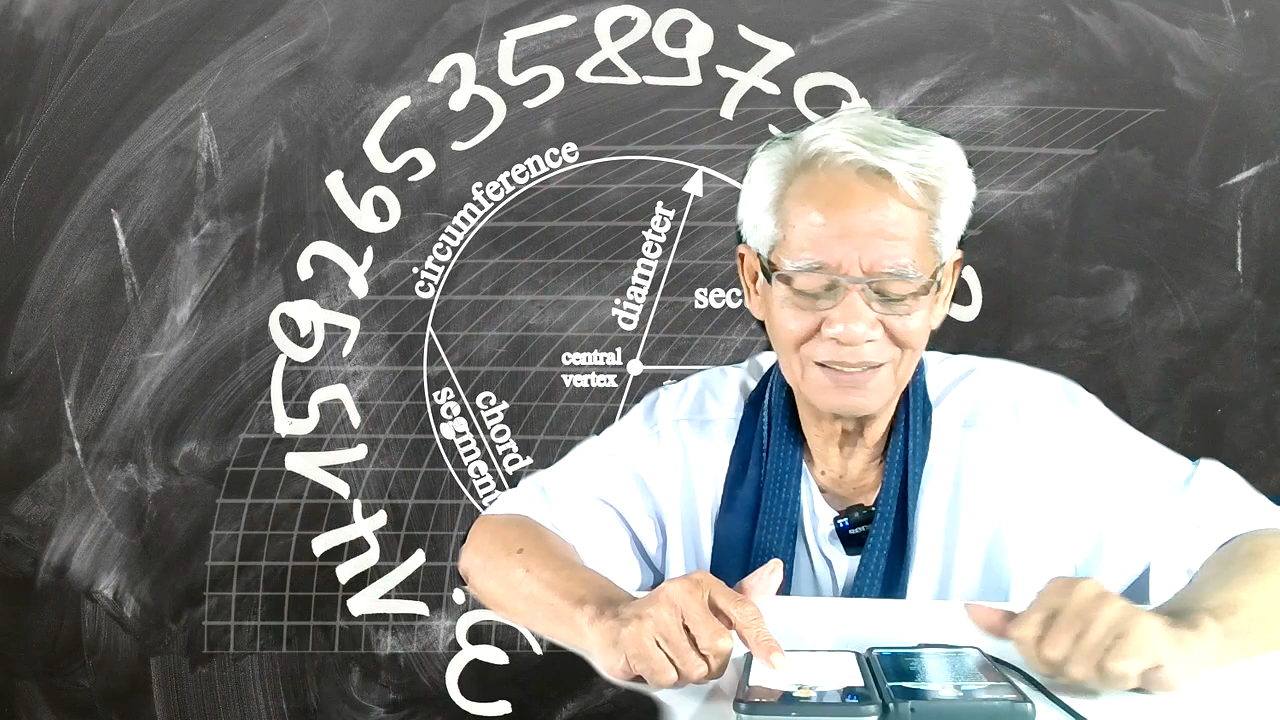 3.14159265358979
circumference
diameter
sec
central
vertex
chord
segment